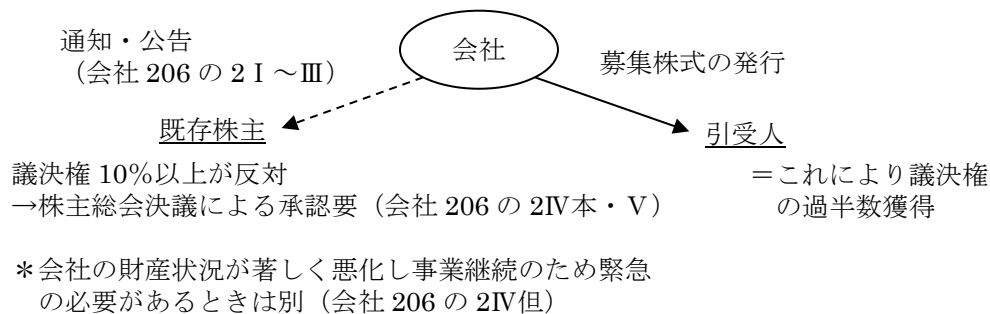 通知・公告
（会社 206 の 2Ⅰ～Ⅲ）
会社
募集株式の発行
既存株主
引受人
議決権 10％以上が反対
→株主総会決議による承認要（会社 206 の 2Ⅳ本・Ⅴ）
＝これにより議決権
の過半数獲得
＊会社の財産状況が著しく悪化し事業継続のため緊急
の必要があるときは別（会社 206 の 2Ⅳ但）